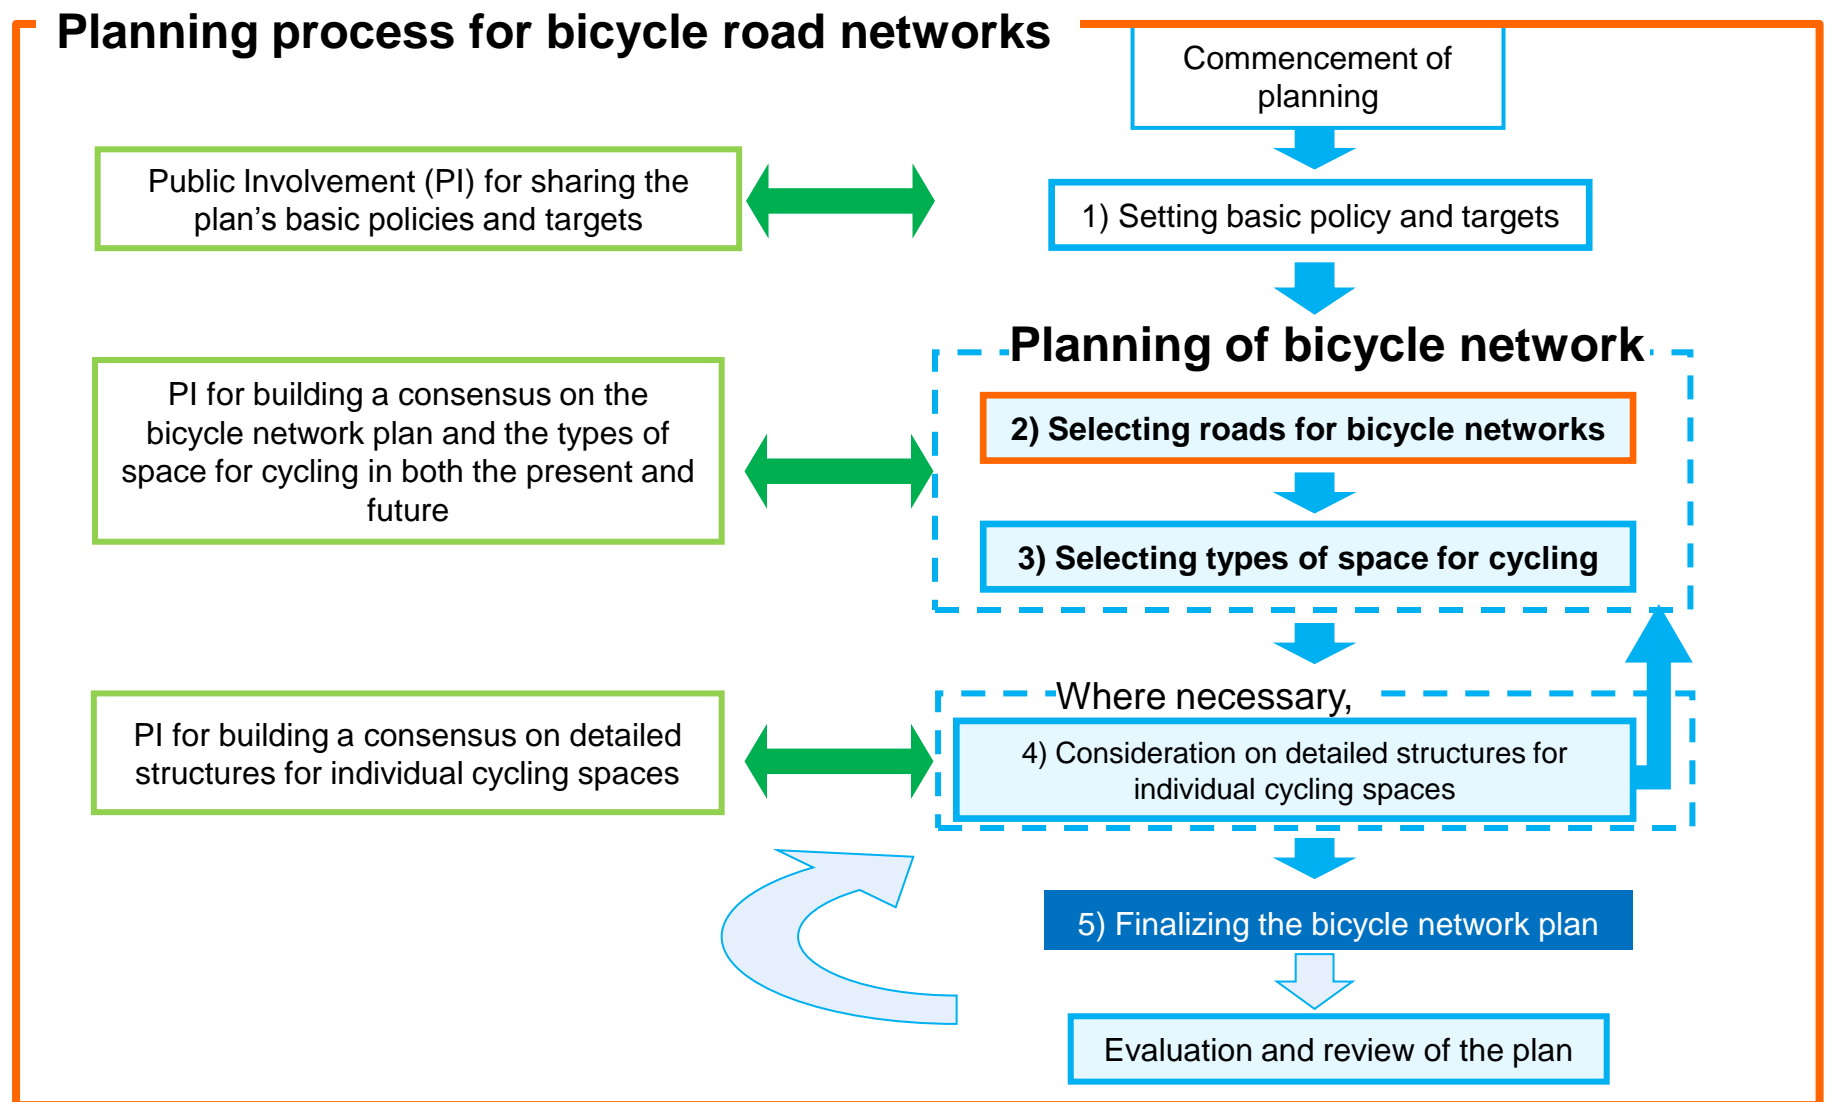 Planning process for bicycle road networks
Commencement of
planning
Public Involvement (PI) for sharing the
plan’s basic policies and targets
1) Setting basic policy and targets
Planning of bicycle network
PI for building a consensus on the
bicycle network plan and the types of
space for cycling in both the present and
future
2) Selecting roads for bicycle networks
3) Selecting types of space for cycling
Where necessary,
PI for building a consensus on detailed
structures for individual cycling spaces
4) Consideration on detailed structures for
individual cycling spaces
5) Finalizing the bicycle network plan
Evaluation and review of the plan